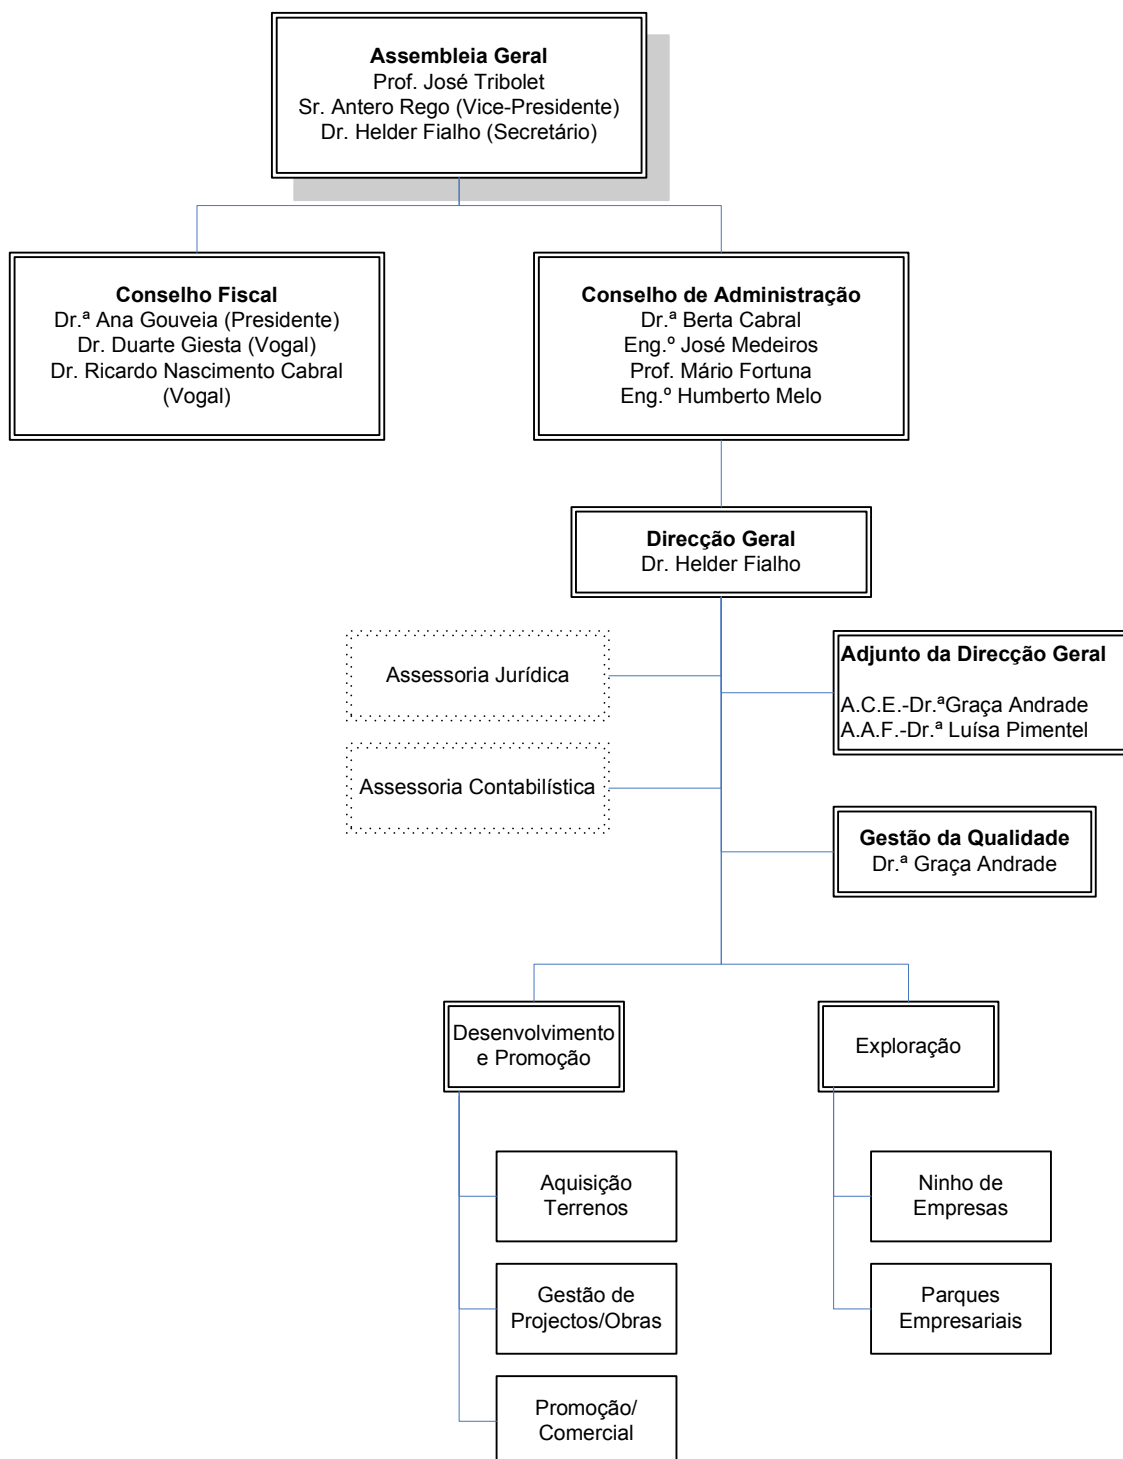 Assembleia Geral
Prof. José Tribolet
Sr. Antero Rego (Vice-Presidente)
Dr. Helder Fialho (Secretário)
Conselho Fiscal
Dr.ª Ana Gouveia (Presidente)
Dr. Duarte Giesta (Vogal)
Dr. Ricardo Nascimento Cabral
(Vogal)
Conselho de Administração
Dr.ª Berta Cabral
Eng.º José Medeiros
Prof. Mário Fortuna
Eng.º Humberto Melo
Direcção Geral
Dr. Helder Fialho
Assessoria Jurídica
Adjunto da Direcção Geral
A.C.E.-Dr.ªGraça Andrade
A.A.F.-Dr.ª Luísa Pimentel
Assessoria Contabilística
Gestão da Qualidade
Dr.ª Graça Andrade
Desenvolvimento
e Promoção
Exploração
Aquisição
Terrenos
Ninho de
Empresas
Gestão de
Projectos/Obras
Parques
Empresariais
Promoção/
Comercial